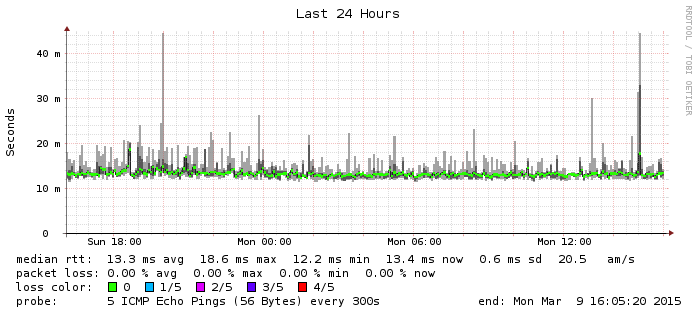 Last 24 Hours
RRDTOOL / TOBI OETIKER
Seconds
40 m
30 m
20 m
10 m
0
Sun 18:00 Mon 00:00 Mon 06:00 Mon 12:00
median rtt: 13.3 ms avg 18.6 ms max 12.2 ms min 13.4 ms now 0.6 ms sd 20.5 am/s
packet loss: 0.00 % avg 0.00 % max 0.00 % min 0.00 % now
loss color: 0 1/5 2/5 3/5 4/5
probe: 5 ICMP Echo Pings (56 Bytes) every 300s end: Mon Mar 9 16:05:20 2015